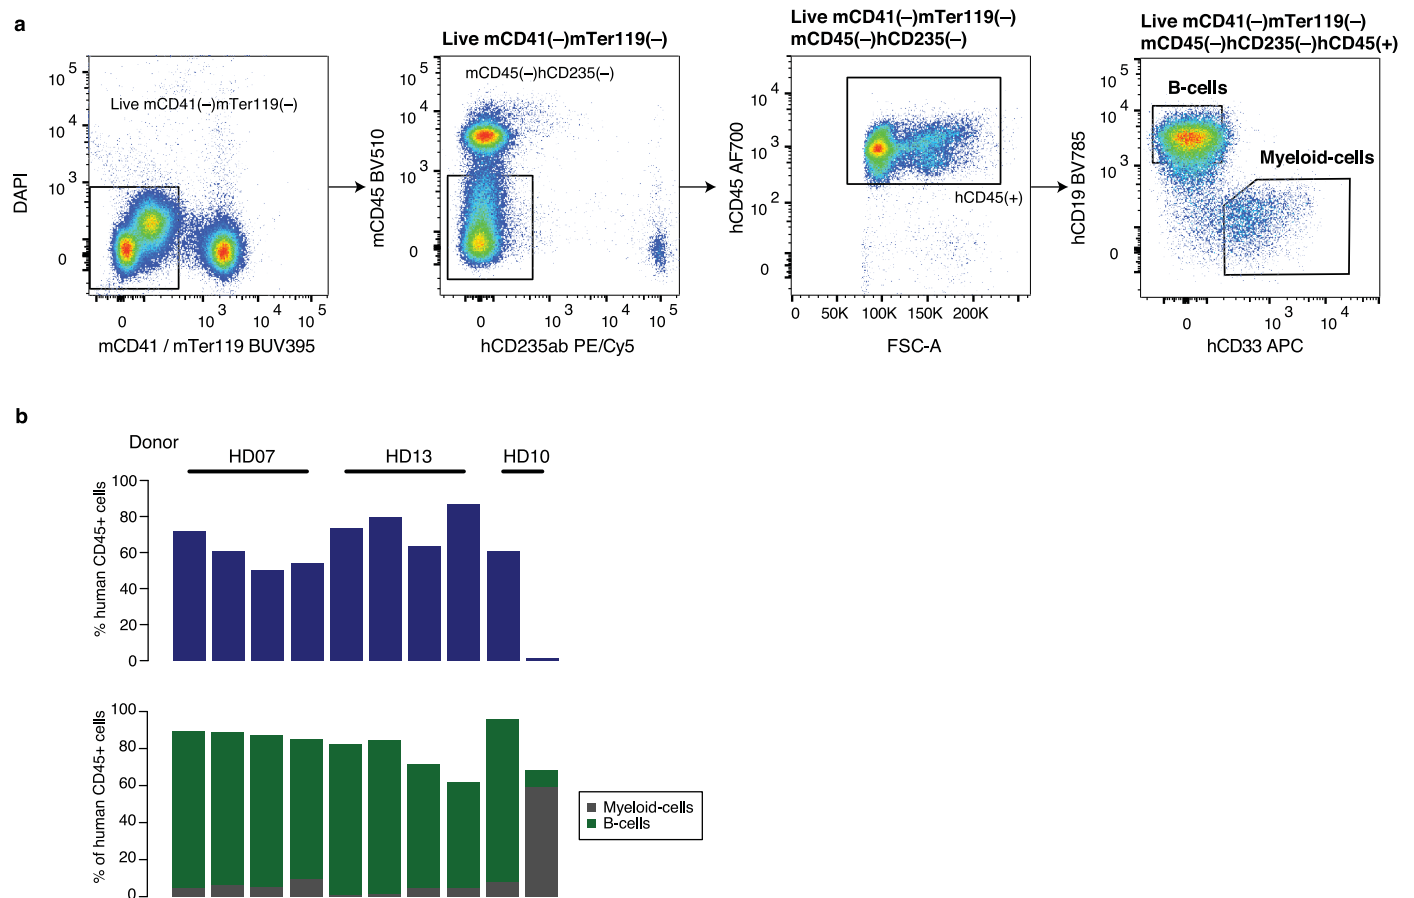 a
Live mCD41(–)mTer119(–)
10 5
10 4
10 3
0
DAPI
0
10 3
10 4
10 5
mCD41 / mTer119 BUV395
Live mCD41(–)mTer119(–)
mCD45(–)hCD235(–)
10 5
10 4
10 3
0
mCD45 BV510
0
10 3
10 4
10 5
hCD235ab PE/Cy5
Live mCD41(–)mTer119(–)
mCD45(–)hCD235(–)
10 4
10 3
10 2
0
hCD45 AF700
hCD45(+)
0
50K
100K
150K
200K
FSC-A
Live mCD41(–)mTer119(–)
mCD45(–)hCD235(–)hCD45(+)
B-cells
Myeloid-cells
10 5
10 4
10 3
0
hCD19 BV785
0
10 3
10 4
hCD33 APC
b
Donor
HD07
HD13
HD10
100
80
60
40
20
0
% human CD45+ cells
100
80
60
40
20
0
% of human CD45+ cells
Myeloid-cells
B-cells